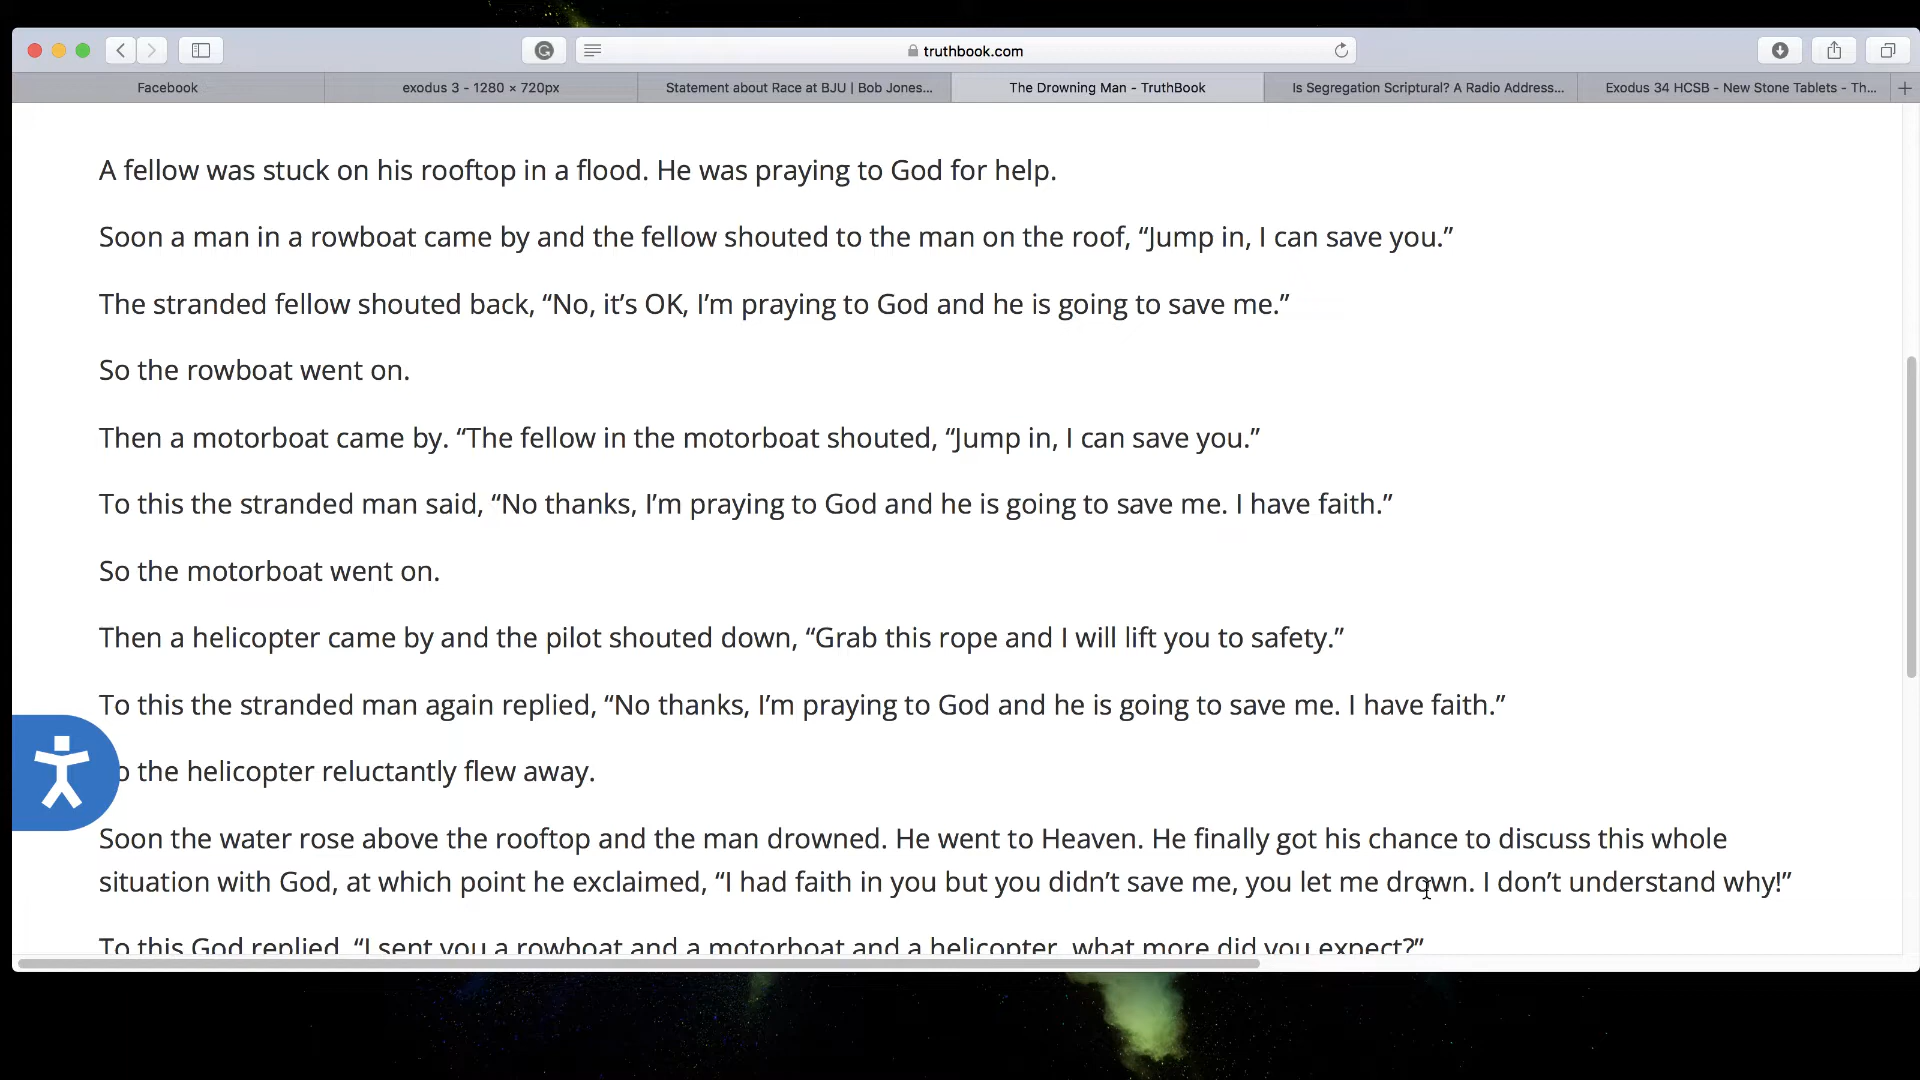 truthbook.com
Facebook
exodus 3 - 1280 × 720px
Statement about Race at BJU | Bob Jones...
The Drowning Man - TruthBook
Is Segregation Scriptural? A Radio Address...
Exodus 34 HCSB - New Stone Tablets - Th...
A fellow was stuck on his rooftop in a flood. He was praying to God for help.
Soon a man in a rowboat came by and the fellow shouted to the man on the roof, “Jump in, I can save you.”
The stranded fellow shouted back, “No, it’s OK, I’m praying to God and he is going to save me.”
So the rowboat went on.
Then a motorboat came by. “The fellow in the motorboat shouted, “Jump in, I can save you.”
To this the stranded man said, “No thanks, I’m praying to God and he is going to save me. I have faith.”
So the motorboat went on.
Then a helicopter came by and the pilot shouted down, “Grab this rope and I will lift you to safety.”
To this the stranded man again replied, “No thanks, I’m praying to God and he is going to save me. I have faith.”
the helicopter reluctantly flew away.
Soon the water rose above the rooftop and the man drowned. He went to Heaven. He finally got his chance to discuss this whole
situation with God, at which point he exclaimed, “I had faith in you but you didn’t save me, you let me drown. I don’t understand why!”
To this God replied, “I sent you a rowboat and a motorboat and a helicopter, what more did you expect?”